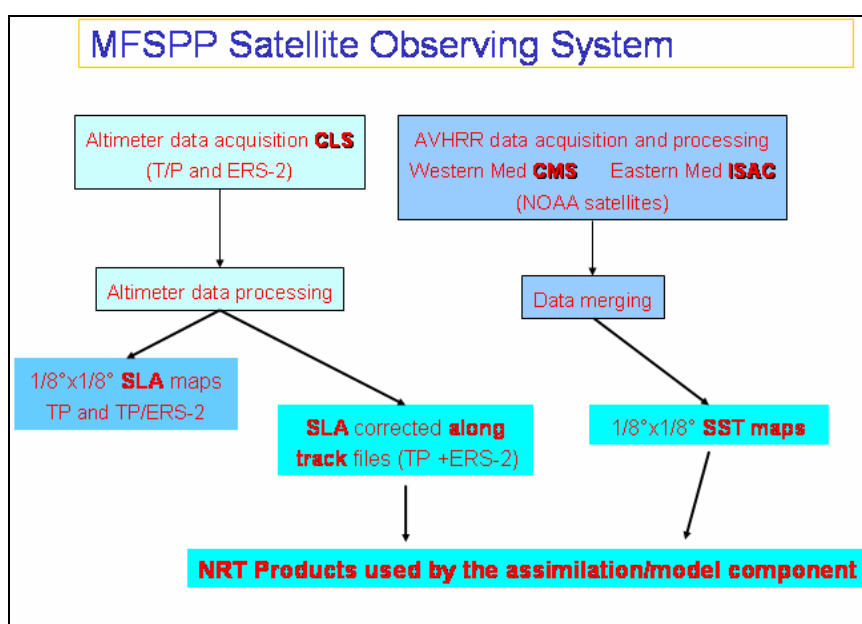 MFSPP Satellite Observing System
Altimeter data acquisition CLS
(T/P and ERS-2)
AVHRR data acquisition and processing
Western Med CMS Eastern Med ISAC
(NOAA satellites)
Altimeter data processing
Data merging
1/8°x1/8° SLA maps
TP and TP/ERS-2
SLA corrected along
track files (TP +ERS-2)
1/8°x1/8° SST maps
NRT Products used by the assimilation/model component